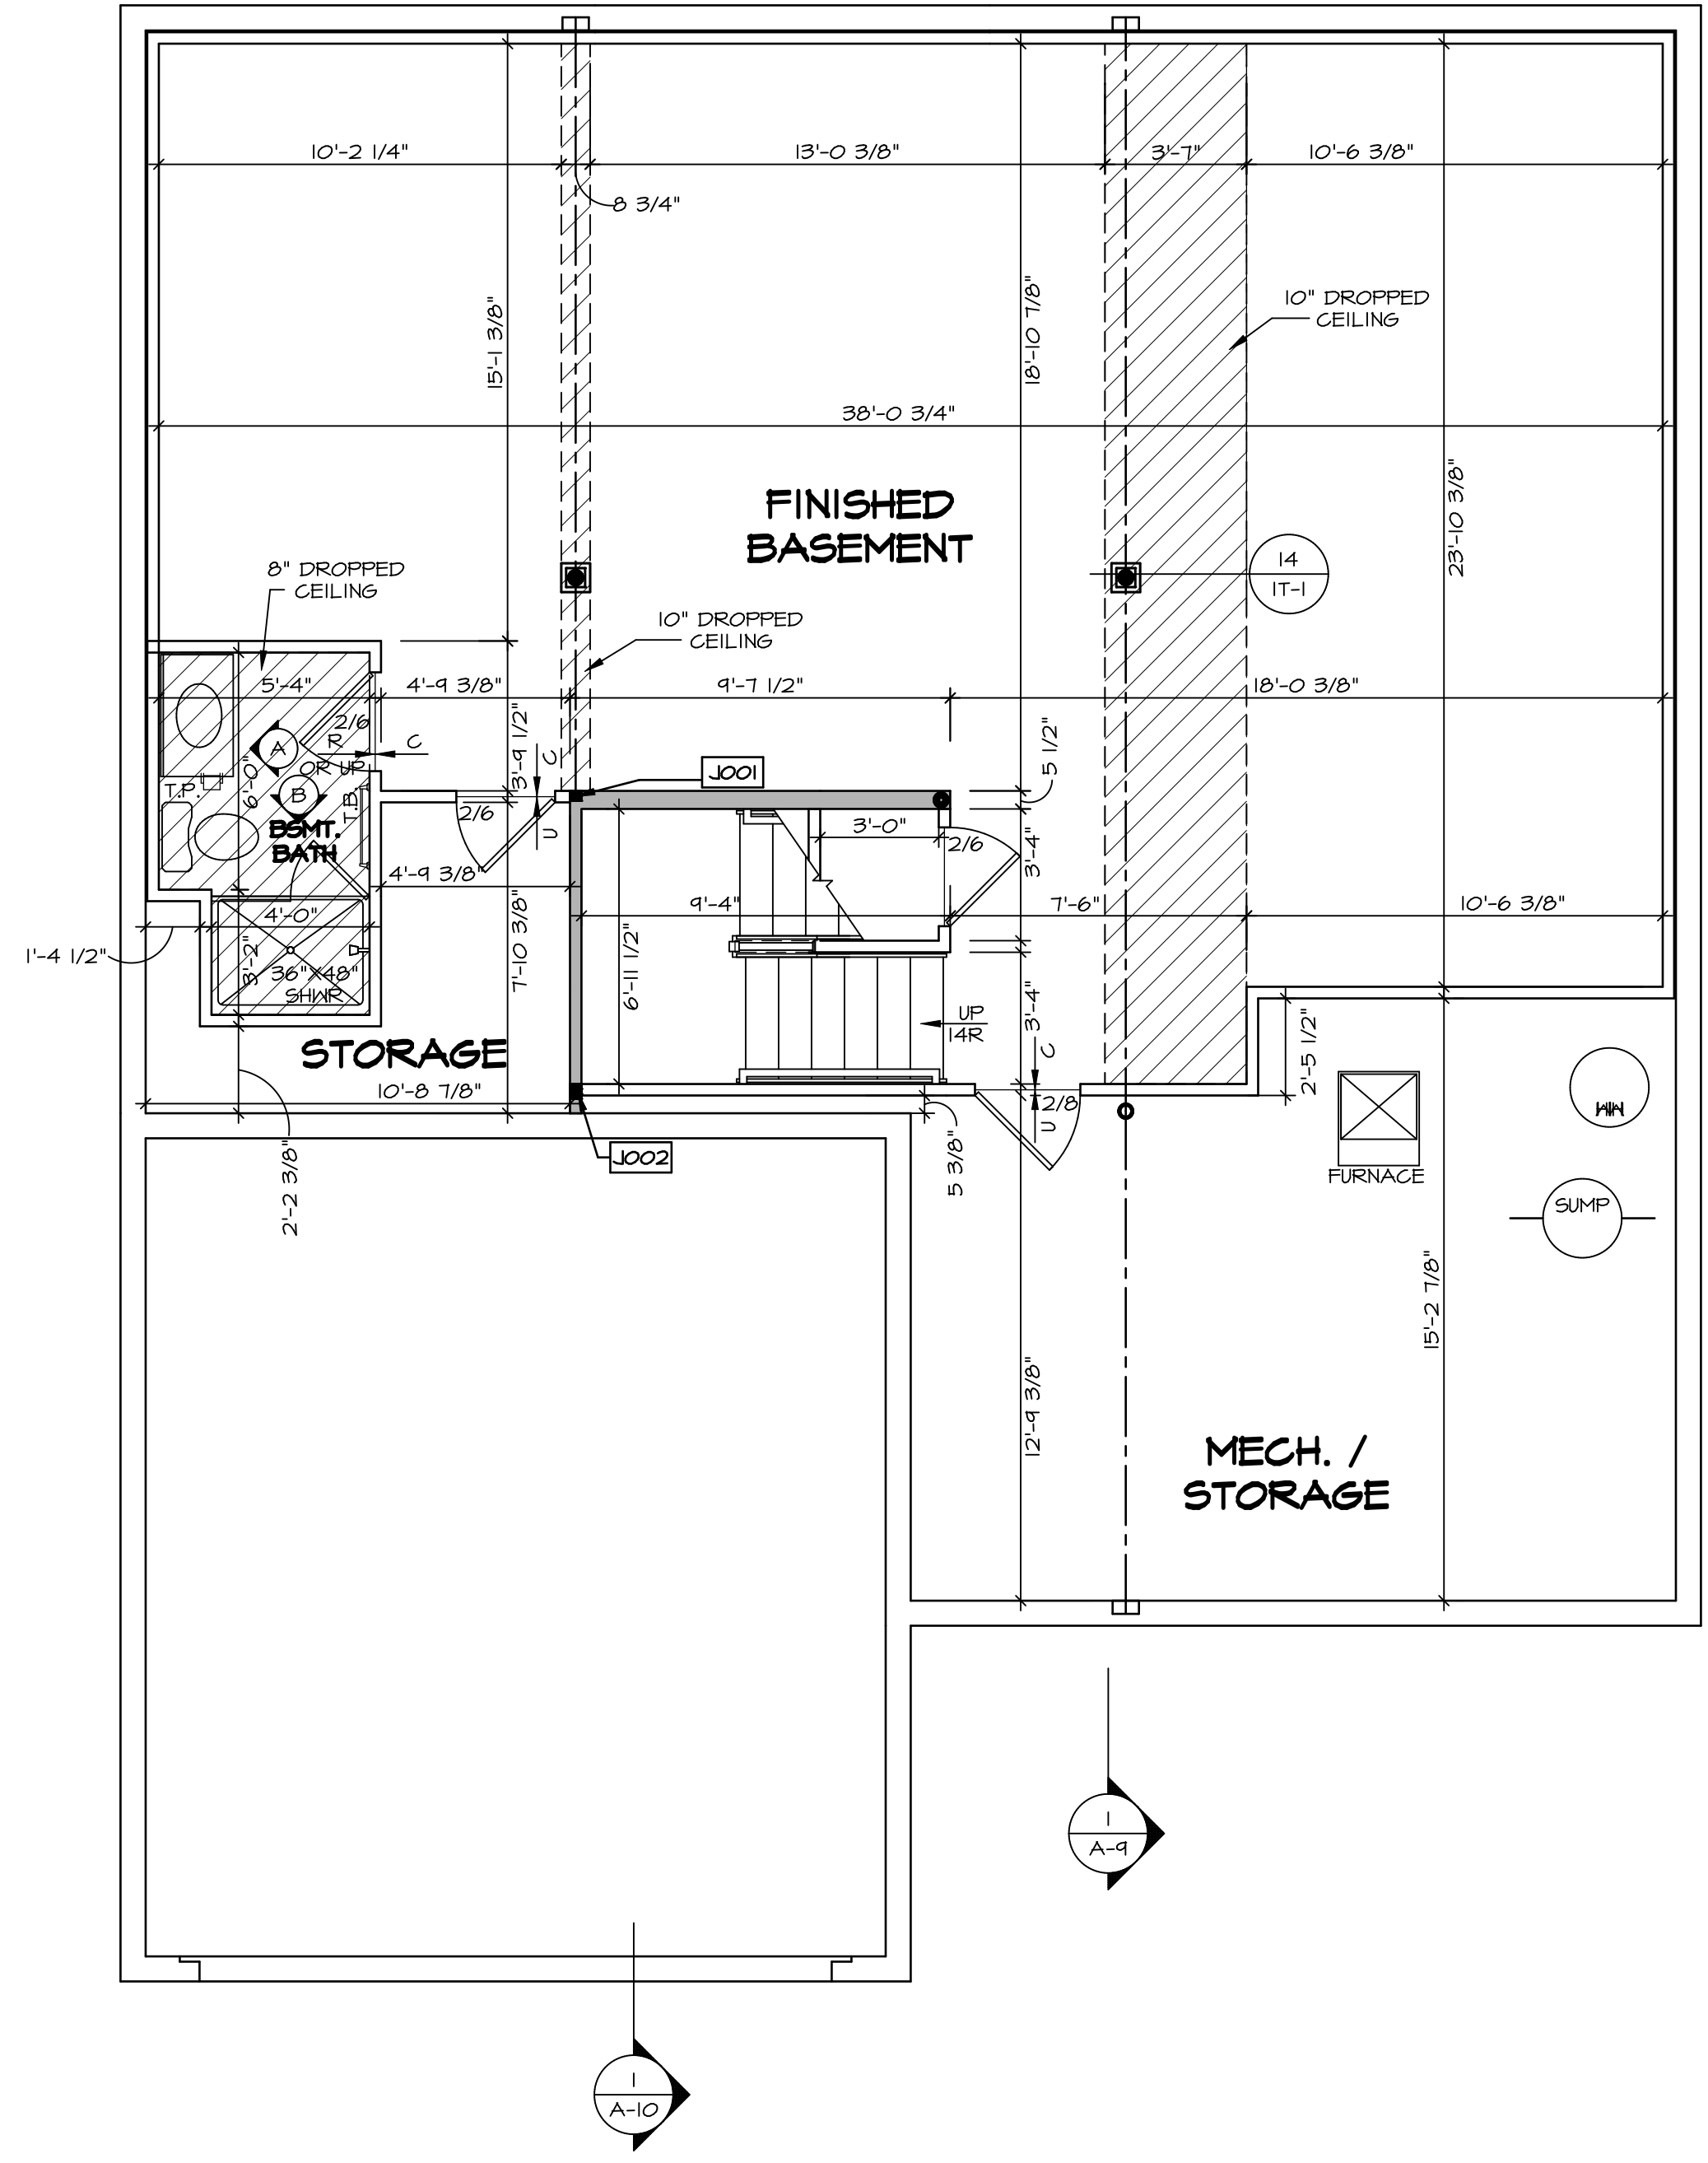 10'-2 1/4"
13'-0 3/8"
3'-7"
10'-6 3/8"
8 3/4"
15'-1 3/8"
18'-10 7/8"
10" DROPPED
CEILING
38'-0 3/4"
23'-10 3/8"
FINISHED
BASEMENT
14
1T-1
8" DROPPED
CEILING
10" DROPPED
CEILING
5'-4"
4'-9 3/8"
9'-7 1/2"
18'-0 3/8"
2/6
R
C
OR UP
A
B
6'-0"
T.P.
T.B.
BSMT.
BATH
3'-9 1/2"
C
U
2/6
J001
5 1/2"
3'-0"
2/6
3'-4"
4'-9 3/8"
9'-4"
7'-6"
10'-6 3/8"
4'-0"
1'-4 1/2"
3'-2"
36"X48"
SHWR
7'-10 3/8"
6'-11 1/2"
UP
14R
3'-4"
C
U
2/8
2'-5 1/2"
STORAGE
10'-8 7/8"
J002
5 3/8"
2'-2 3/8"
WH
FURNACE
SUMP
15'-2 7/8"
12'-9 3/8"
MECH. /
STORAGE
1
A-9
1
A-10